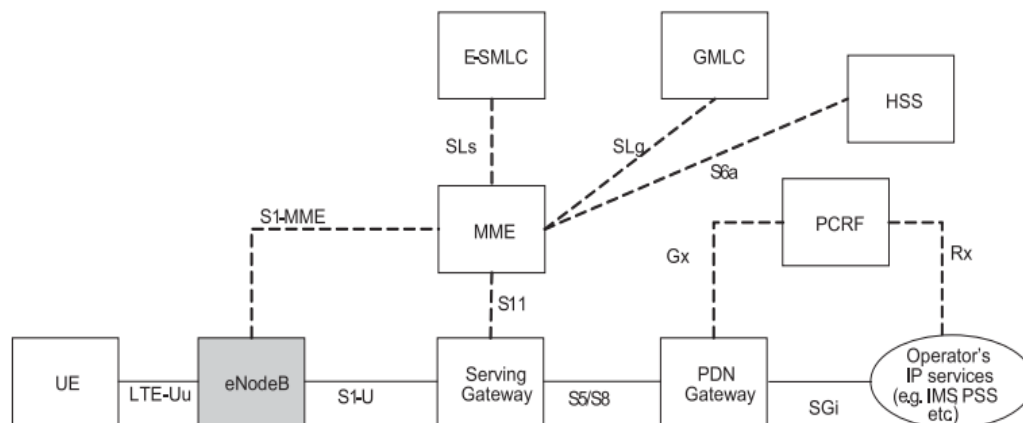 E-SMLC
GMLC
HSS
SLs
SLg
S6a
S1-MME
MME
PCRF
Gx
Rx
S11
UE
LTE-Uu
eNodeB
S1-U
Serving
Gateway
S5/S8
PDN
Gateway
SGi
Operator's
IP services
(e.g. IMS PSS
etc.)